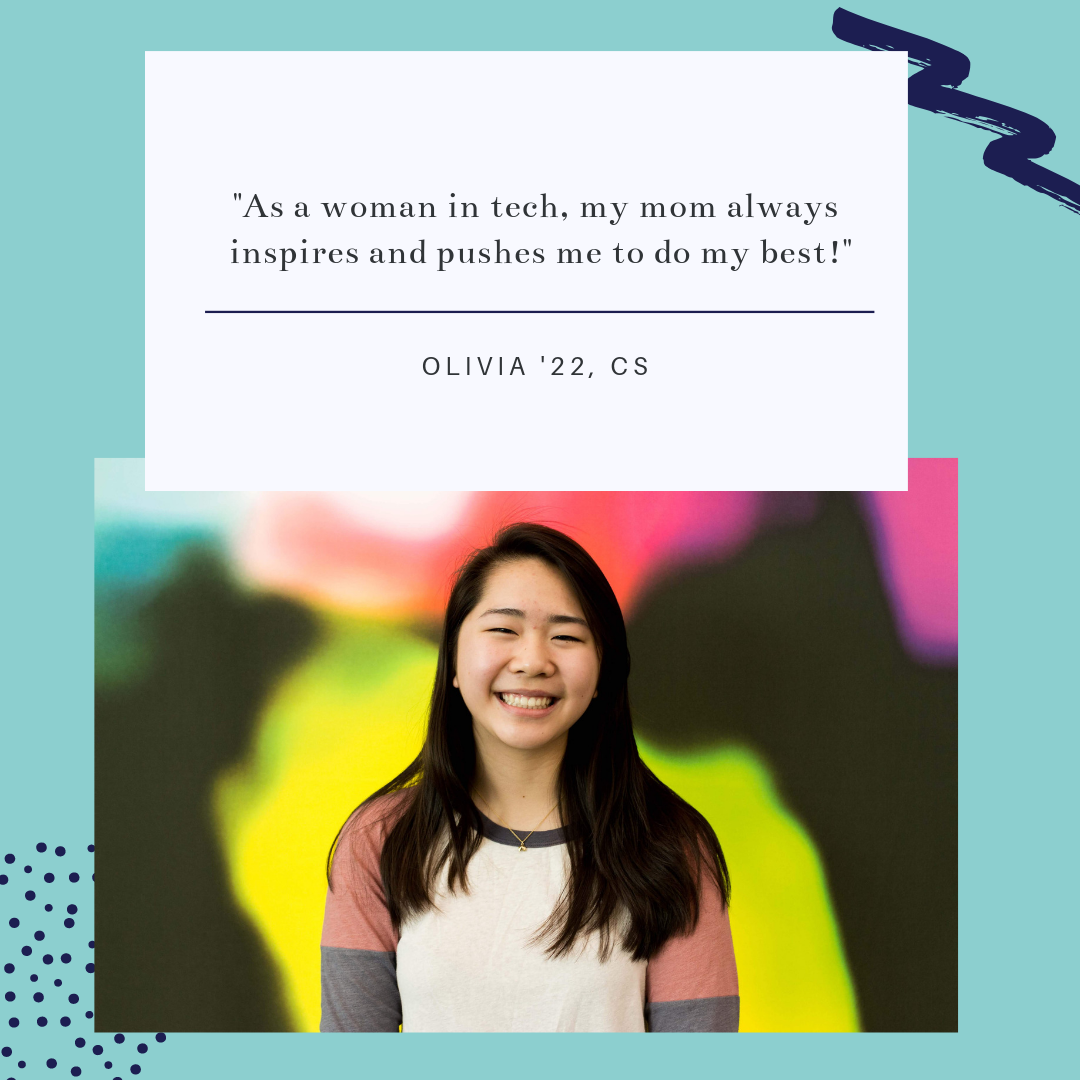 "As a woman in tech, my mom always
inspires and pushes me to do my best!"
OLIVIA '22, CS